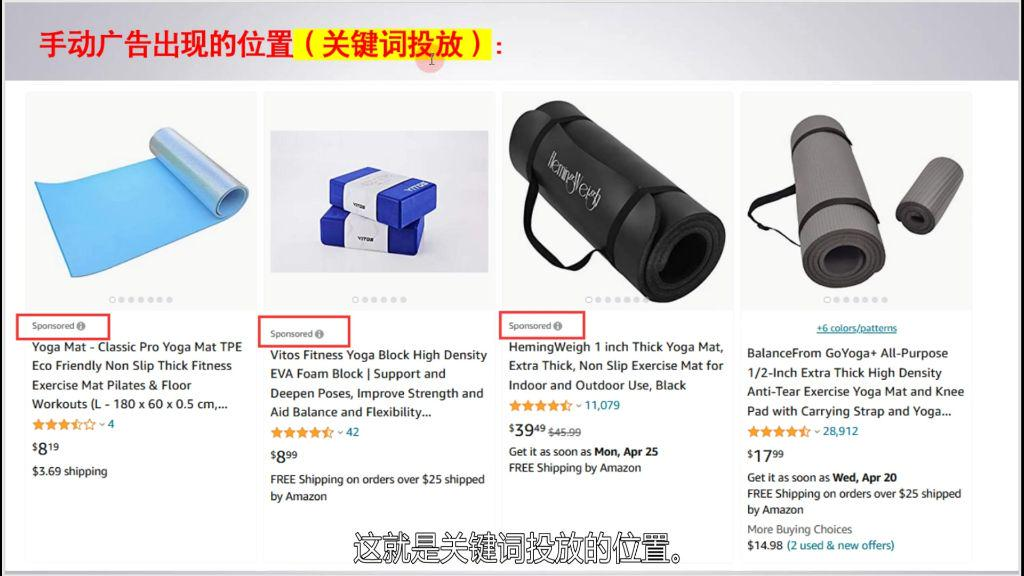 手动广告出现的位置（关键词投放）：
HemingWeigh
VITOS
VITOS
Sponsored
Yoga Mat - Classic Pro Yoga Mat TPE
Eco Friendly Non Slip Thick Fitness
Exercise Mat Pilates & Floor
Workouts (L - 180 x 60 x 0.5 cm,...
4
$819
$3.69 shipping
Sponsored
Vitos Fitness Yoga Block High Density
EVA Foam Block | Support and
Deepen Poses, Improve Strength and
Aid Balance and Flexibility...
42
$899
FREE Shipping on orders over $25 shipped
by Amazon
Sponsored
HemingWeigh 1 inch Thick Yoga Mat,
Extra Thick, Non Slip Exercise Mat for
Indoor and Outdoor Use, Black
11,079
$3949 $45.99
Get it as soon as Mon, Apr 25
FREE Shipping by Amazon
+6 colors/patterns
BalanceFrom GoYoga+ All-Purpose
1/2-Inch Extra Thick High Density
Anti-Tear Exercise Yoga Mat and Knee
Pad with Carrying Strap and Yoga...
28,912
$1799
Get it as soon as Wed, Apr 20
FREE Shipping on orders over $25 shipped
by Amazon
More Buying Choices
$14.98 (2 used & new offers)
这就是关键词投放的位置。